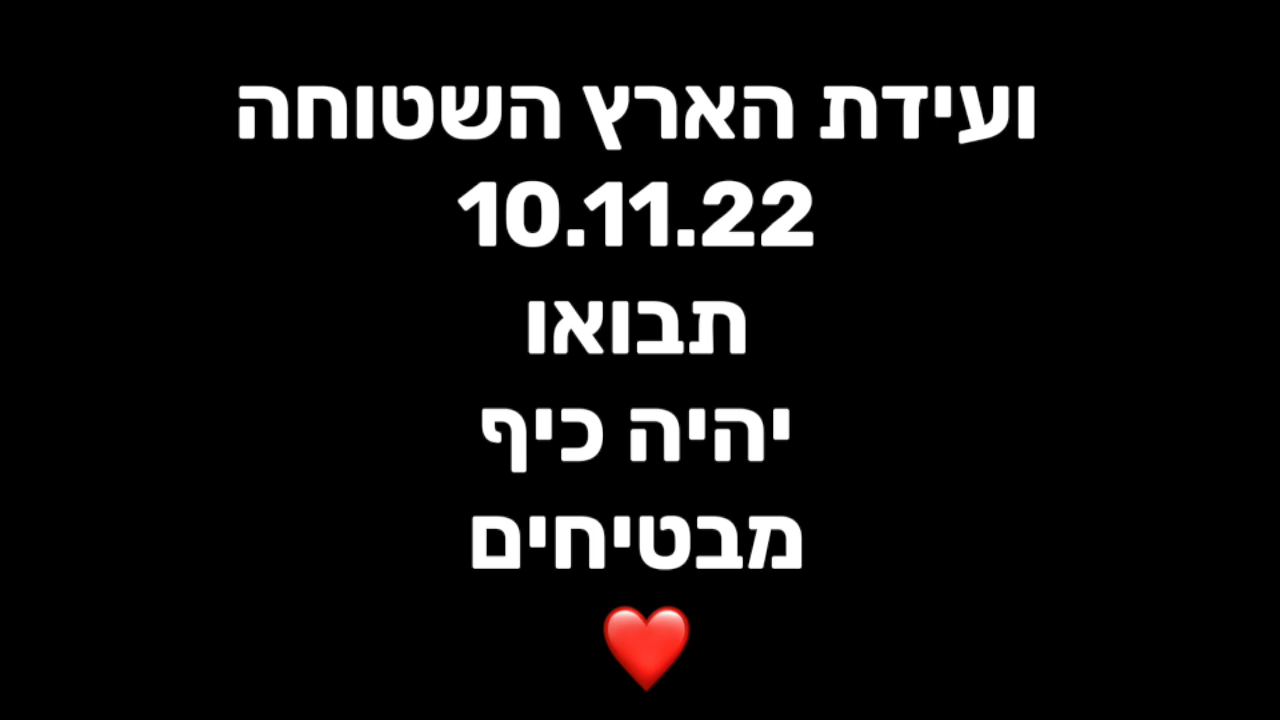 ועידת הארץ השטוחה
10.11.22
תבואו
יהיה כיף
מבטיחים
❤️